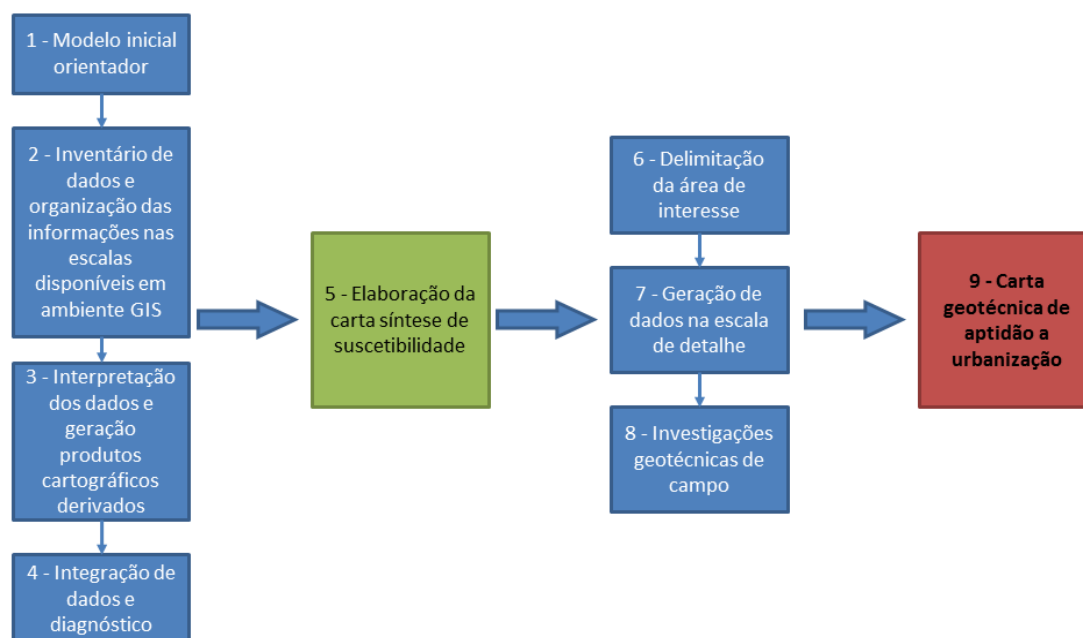 1 - Modelo inicial
orientador
2 - Inventário de
dados e
organização das
informações nas
escalas
disponíveis em
ambiente GIS
3 - Interpretação
dos dados e
geração
produtos
cartográficos
derivados
4 - Integração de
dados e
diagnóstico
5 - Elaboração da
carta síntese de
suscetibilidade
6 - Delimitação
da área de
interesse
7 - Geração de
dados na escala
de detalhe
8 - Investigações
geotécnicas de
campo
9 - Carta
geotécnica de
aptidão a
urbanização